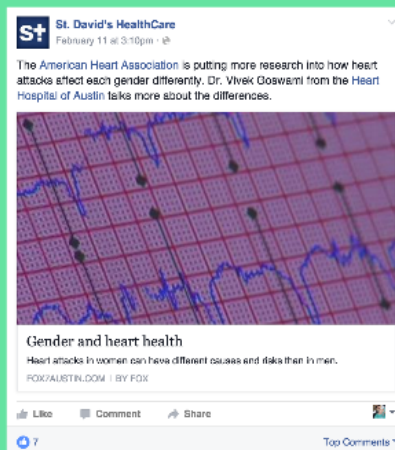 St
St. David's HealthCare
February 11 at 3:10pm ·
The American Heart Association is putting more research into how heart
attacks affect each gender differently. Dr. Vivek Goswami from the Heart
Hospital of Austin talks more about the differences.
Gender and heart health
Heart attacks in women can have different causes and risks than in men.
FOX7AUSTIN.COM | BY FOX
Like Comment Share
7 Top Comments